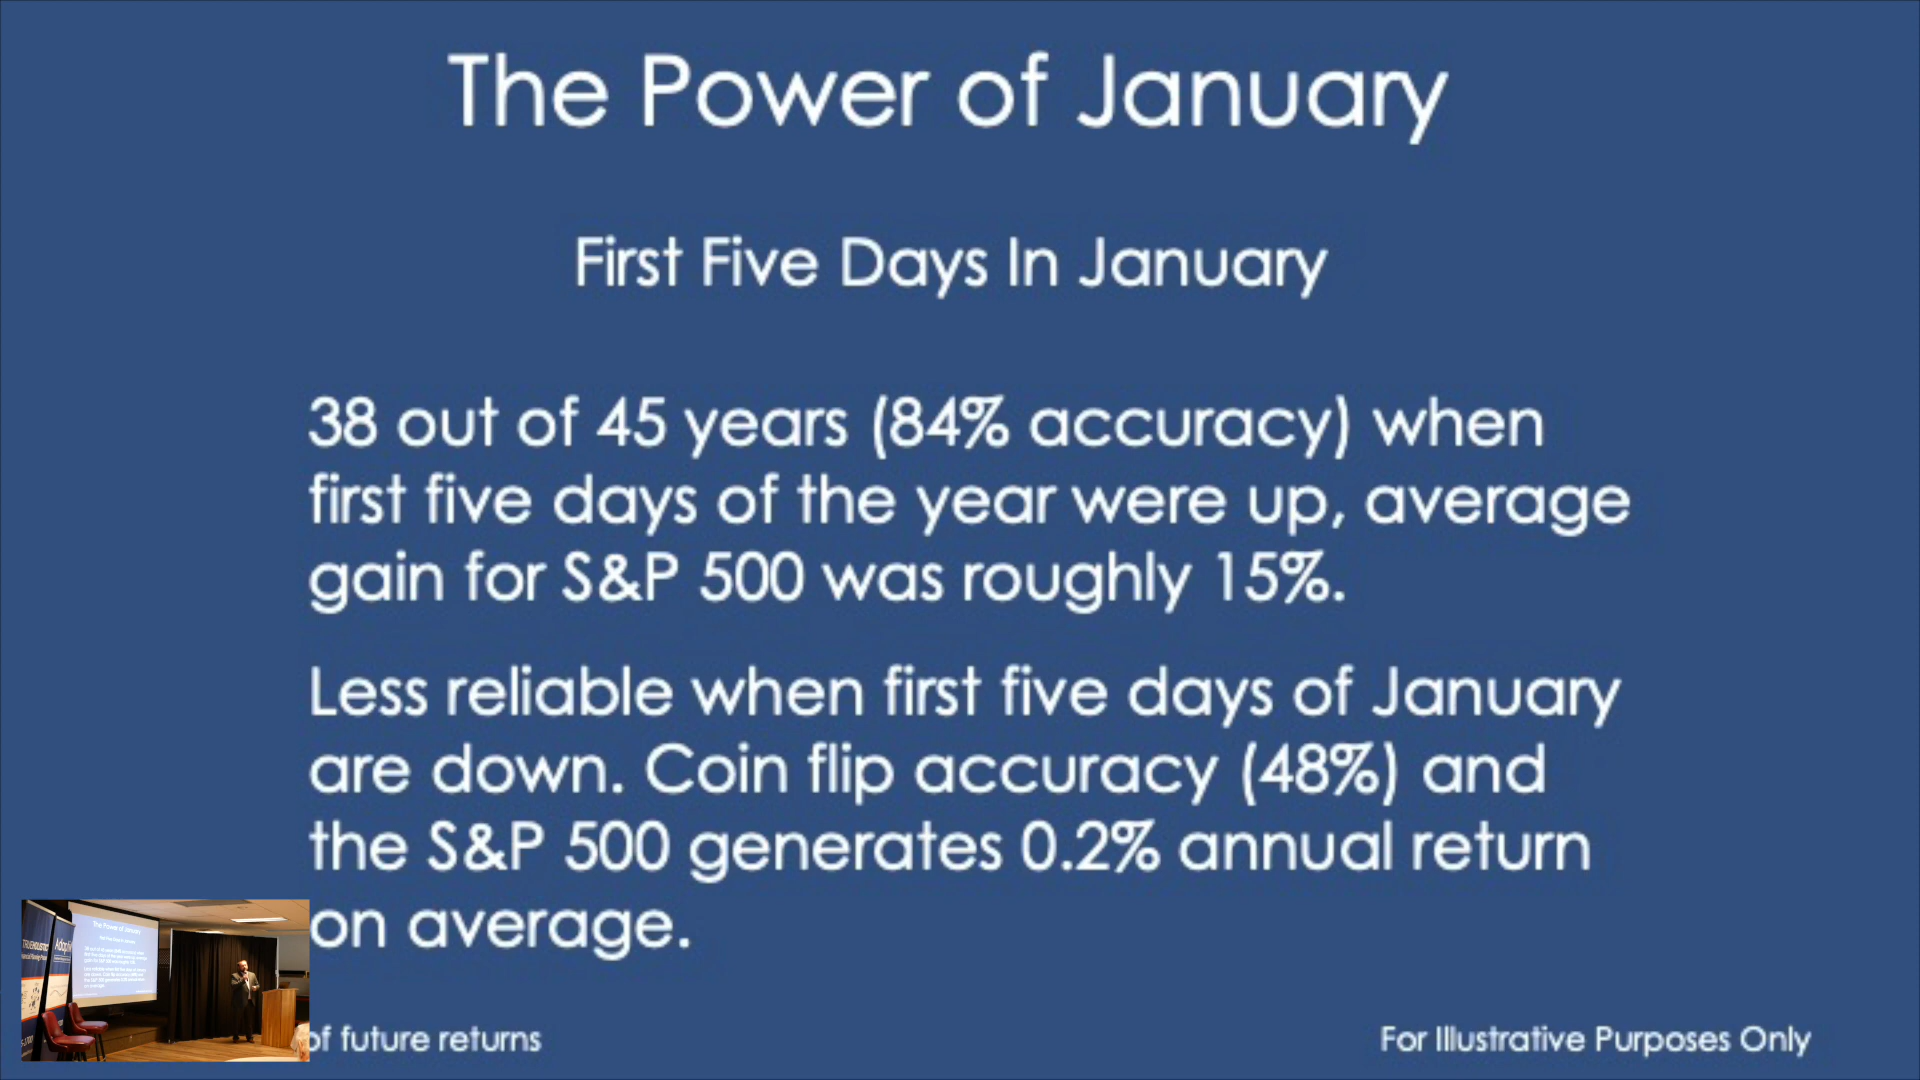 The Power of January
First Five Days In January
38 out of 45 years (84% accuracy) when
first five days of the year were up, average
gain for S&P 500 was roughly 15%.
Less reliable when first five days of January
are down. Coin flip accuracy (48%) and
the S&P 500 generates 0.2% annual return
on average.
of future returns
For Illustrative Purposes Only